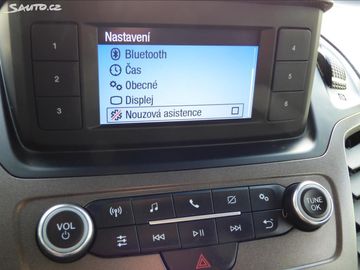 SAUTO.CZ
Nastavení
Bluetooth
Čas
Obecné
Displej
Nouzová asistence
1
2
3
4
5
6
VOL
TUNE
OK